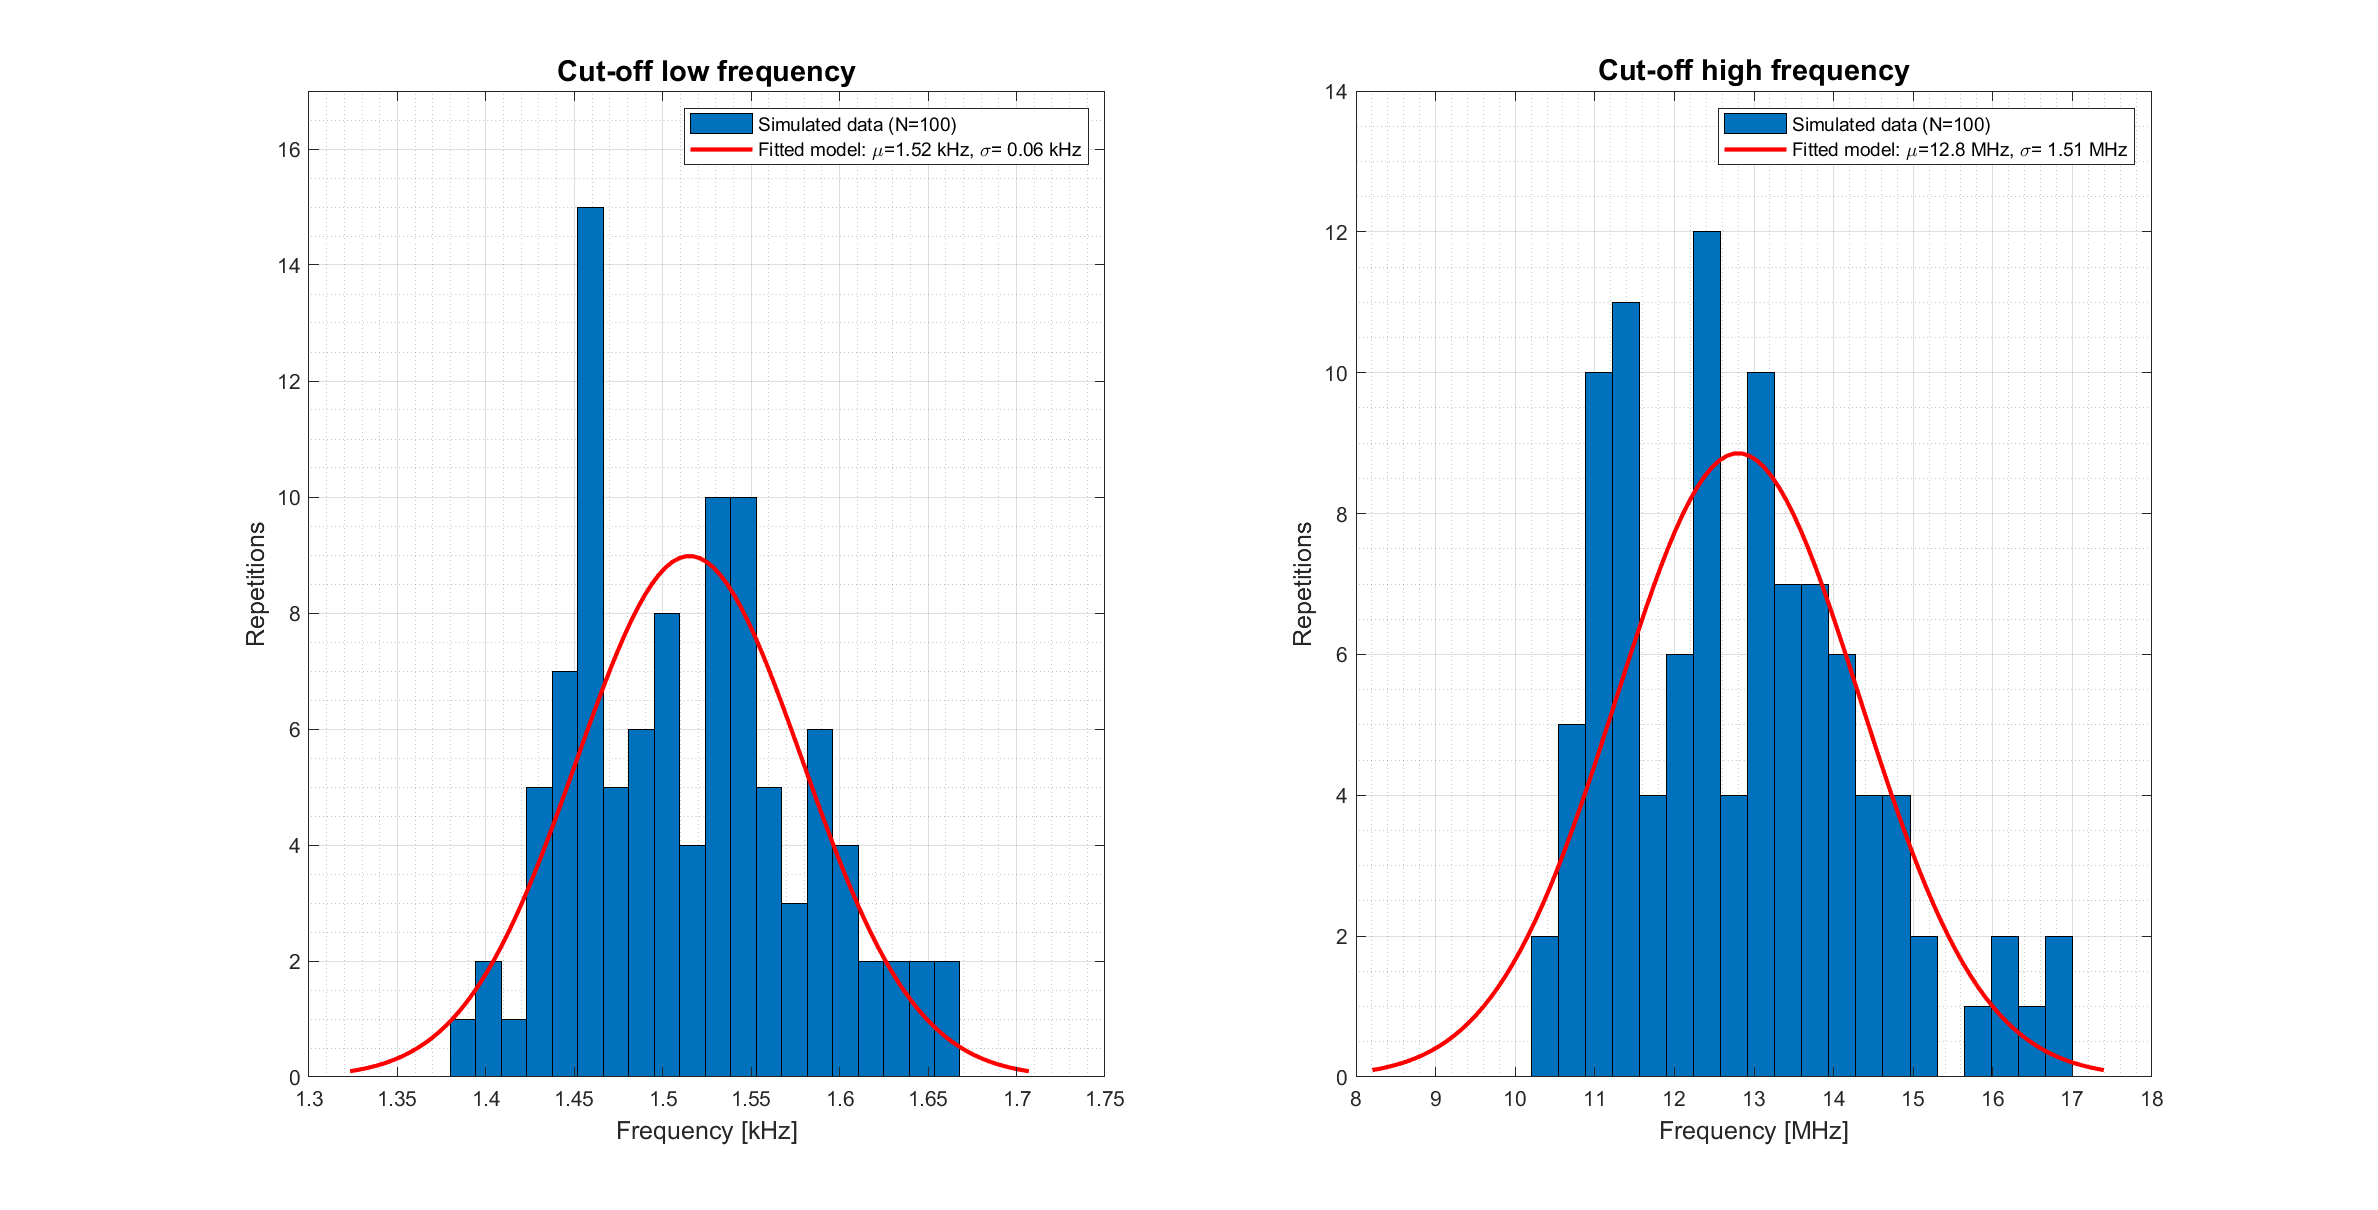 Cut-off low frequency
Simulated data (N=100)
Fitted model: μ=1.52 kHz, σ= 0.06 kHz
16
14
12
10
8
6
4
2
0
Repetitions
1.3 1.35 1.4 1.45 1.5 1.55 1.6 1.65 1.7 1.75
Frequency [kHz]
Cut-off high frequency
Simulated data (N=100)
Fitted model: μ=12.8 MHz, σ= 1.51 MHz
14
12
10
8
6
4
2
0
Repetitions
8 9 10 11 12 13 14 15 16 17 18
Frequency [MHz]